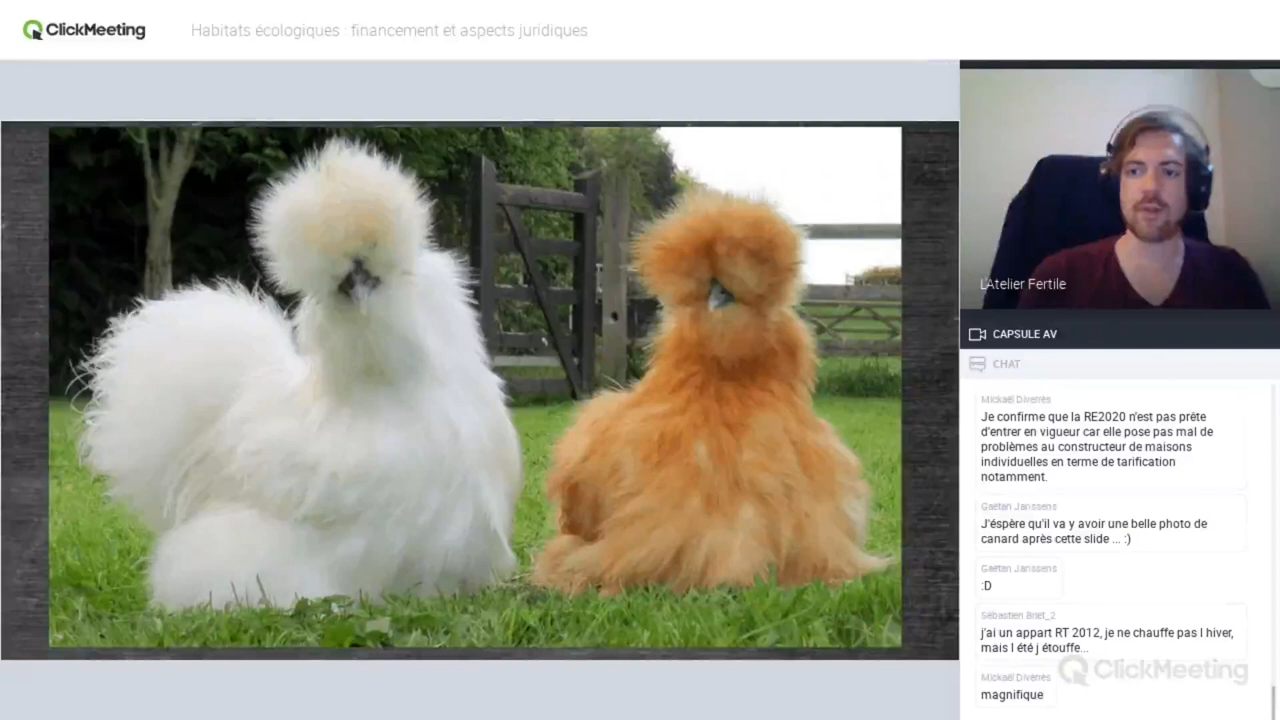 ClickMeeting
Habitats écologiques : financement et aspects juridiques
L'Atelier Fertile
CAPSULE AV
CHAT
Mickaël Diverrès
Je confirme que la RE2020 n'est pas prête
d'entrer en vigueur car elle pose pas mal de
problèmes au constructeur de maisons
individuelles en terme de tarification
notamment.
Gaëtan Janssens
J'éspère qu'il va y avoir une belle photo de
canard après cette slide ... :)
Gaëtan Janssens
:D
Sébastien Briet_2
j'ai un appart RT 2012, je ne chauffe pas l hiver,
mais l été j étouffe...
ClickMeeting
Mickaël Diverrès
magnifique